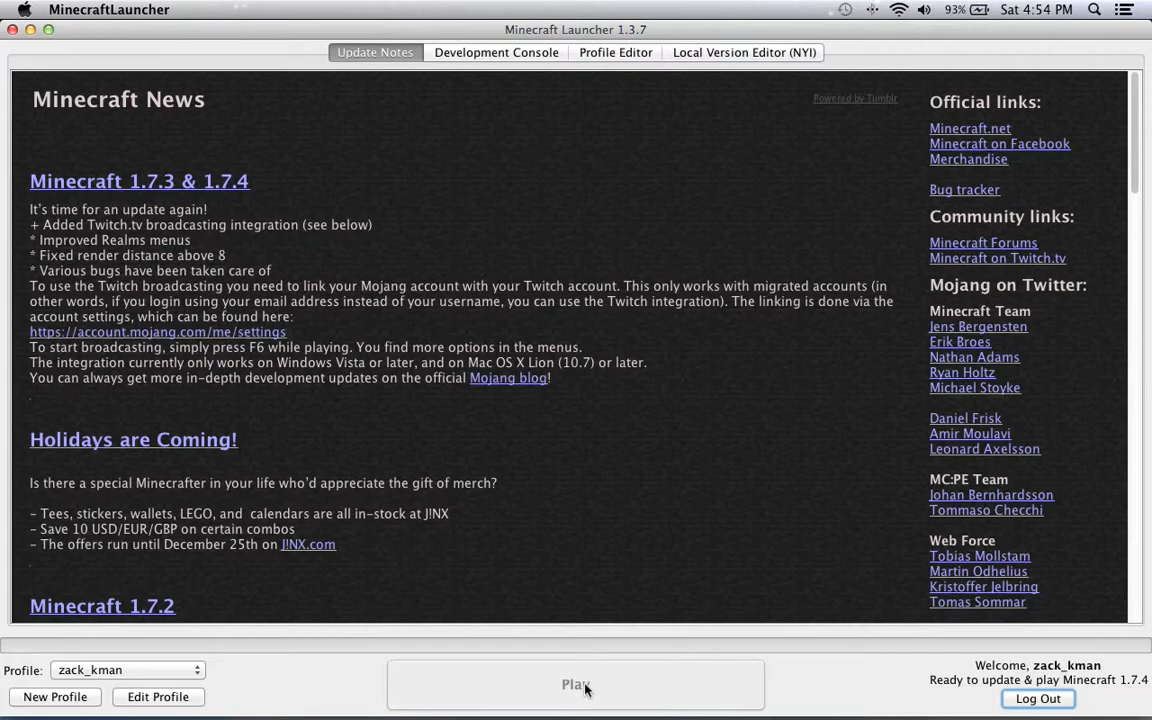 MinecraftLauncher
93%
Sat 4:54 PM
Minecraft Launcher 1.3.7
Update Notes
Development Console
Profile Editor
Local Version Editor (NYI)
Minecraft News
Powered by Tumblr
Minecraft 1.7.3 & 1.7.4
It's time for an update again!
+ Added Twitch.tv broadcasting integration (see below)
* Improved Realms menus
* Fixed render distance above 8
* Various bugs have been taken care of
To use the Twitch broadcasting you need to link your Mojang account with your Twitch account. This only works with migrated accounts (in
other words, if you login using your email address instead of your username, you can use the Twitch integration). The linking is done via the
account settings, which can be found here:
https://account.mojang.com/me/settings
To start broadcasting, simply press F6 while playing. You find more options in the menus.
The integration currently only works on Windows Vista or later, and on Mac OS X Lion (10.7) or later.
You can always get more in-depth development updates on the official Mojang blog!
Holidays are Coming!
Is there a special Minecrafter in your life who'd appreciate the gift of merch?
- Tees, stickers, wallets, LEGO, and calendars are all in-stock at J!NX
- Save 10 USD/EUR/GBP on certain combos
- The offers run until December 25th on J!NX.com
Minecraft 1.7.2
Official links:
Minecraft.net
Minecraft on Facebook
Merchandise
Bug tracker
Community links:
Minecraft Forums
Minecraft on Twitch.tv
Mojang on Twitter:
Minecraft Team
Jens Bergensten
Erik Broes
Nathan Adams
Ryan Holtz
Michael Stoyke
Daniel Frisk
Amir Moulavi
Leonard Axelsson
MC:PE Team
Johan Bernhardsson
Tommaso Checchi
Web Force
Tobias Mollstam
Martin Odhelius
Kristoffer Jelbring
Tomas Sommar
Profile: zack_kman
New Profile
Edit Profile
Play
Welcome, zack_kman
Ready to update & play Minecraft 1.7.4
Log Out